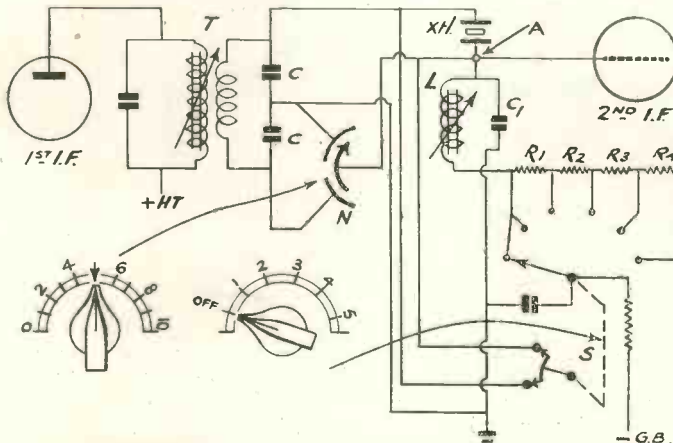 T
XH.
A
C
L
C1
1ST I.F.
2ND I.F.
C
R1 R2 R3 R4
+HT
N
0 2 4 6 8 10
OFF 1 2 3 4 5
S
— G.B.